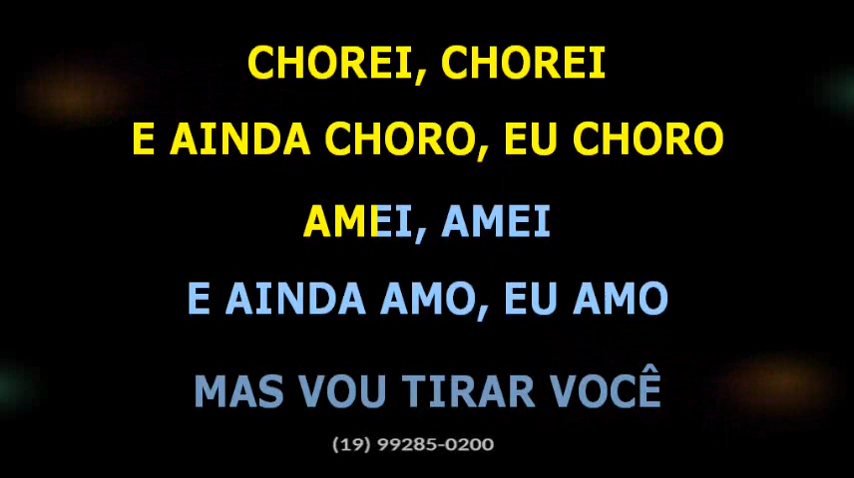 CHOREI, CHOREI
E AINDA CHORO, EU CHORO
AMEI, AMEI
E AINDA AMO, EU AMO
MAS VOU TIRAR VOCÊ
(19) 99285-0200